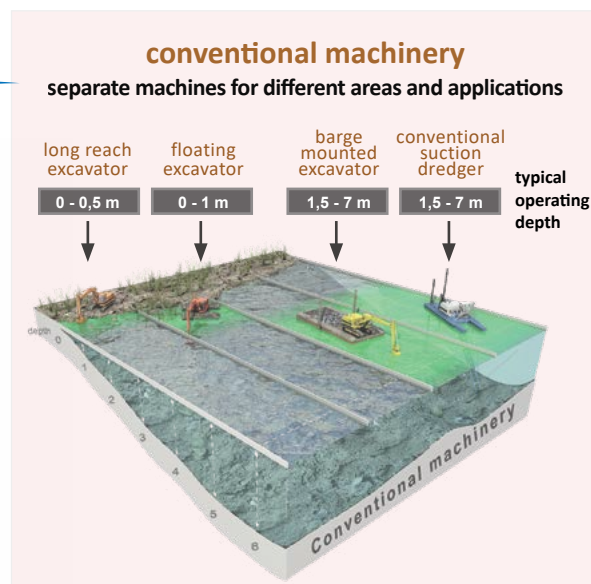 conventional machinery
separate machines for different areas and applications
long reach
excavator
floating
excavator
barge
mounted
excavator
conventional
suction
dredger
0 - 0,5 m
0 - 1 m
1,5 - 7 m
1,5 - 7 m
typical
operating
depth
depth
0
1
2
3
4
5
6
Conventional machinery